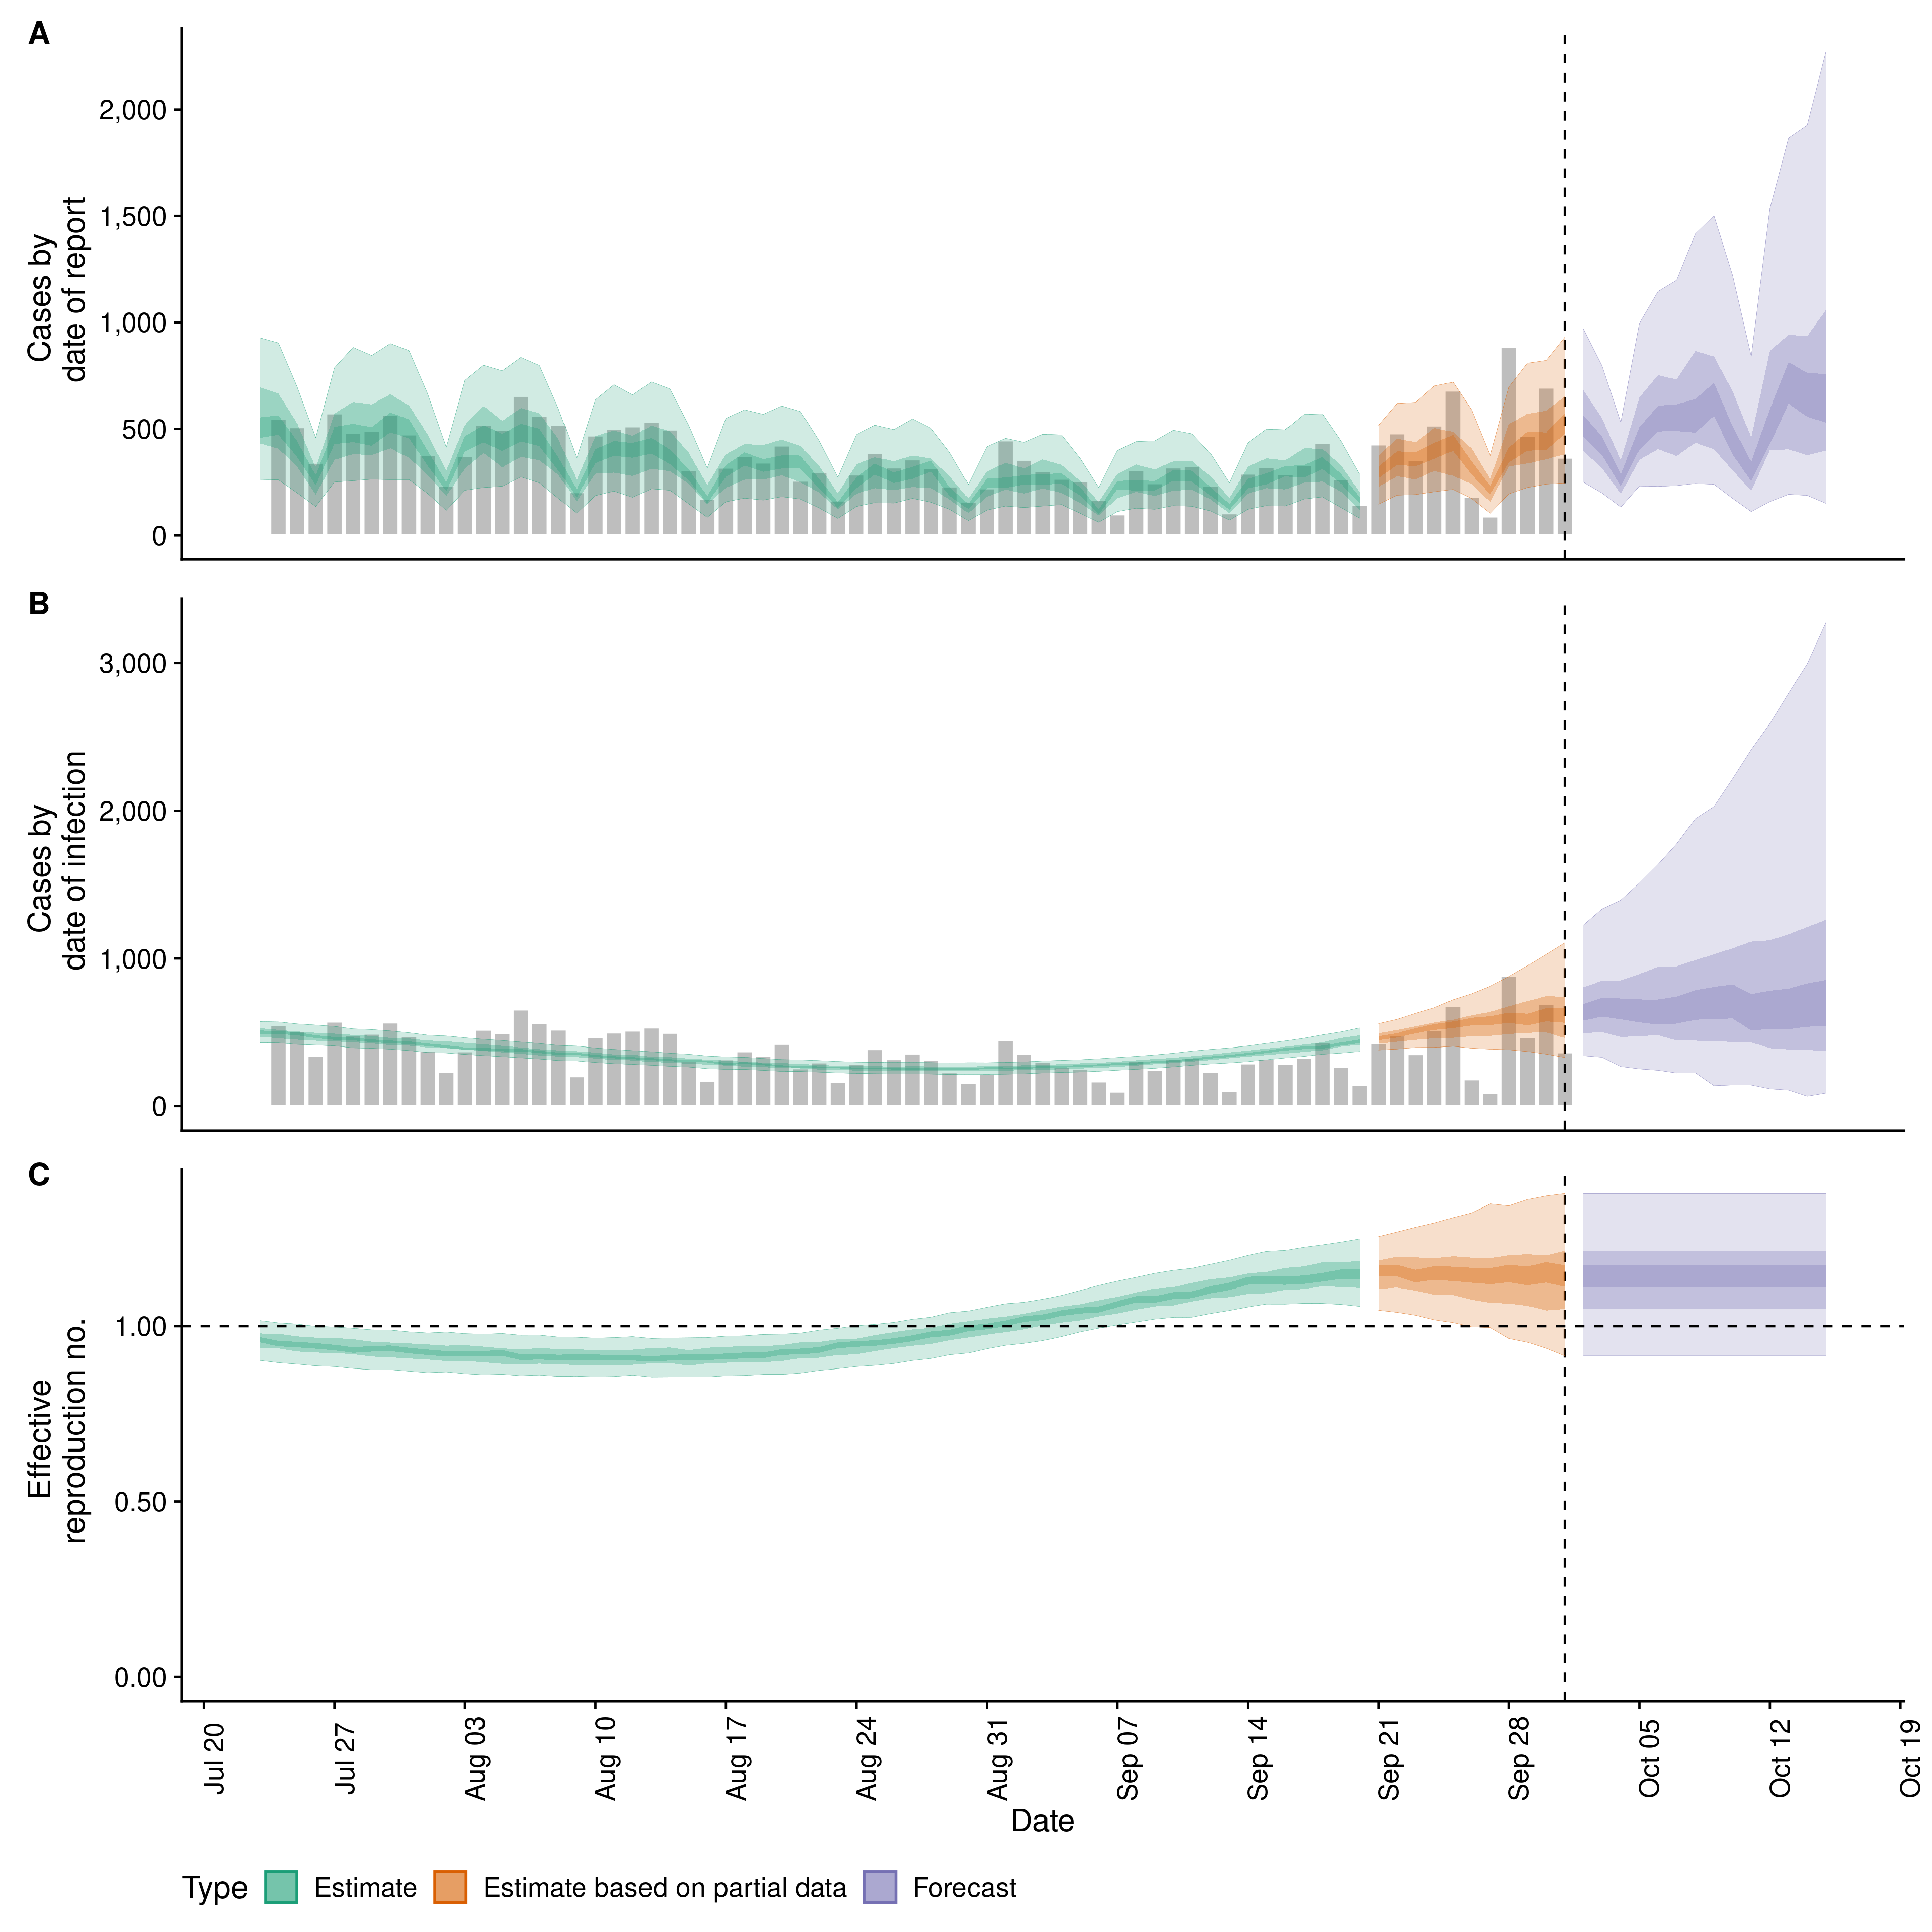 A
2,000
1,500
1,000
500
0
Cases by
date of report
B
3,000
2,000
1,000
0
Cases by
date of infection
C
1.00
0.50
0.00
Effective
reproduction no.
Jul 20
Jul 27
Aug 03
Aug 10
Aug 17
Aug 24
Aug 31
Sep 07
Sep 14
Sep 21
Sep 28
Oct 05
Oct 12
Oct 19
Date
Type Estimate Estimate based on partial data Forecast